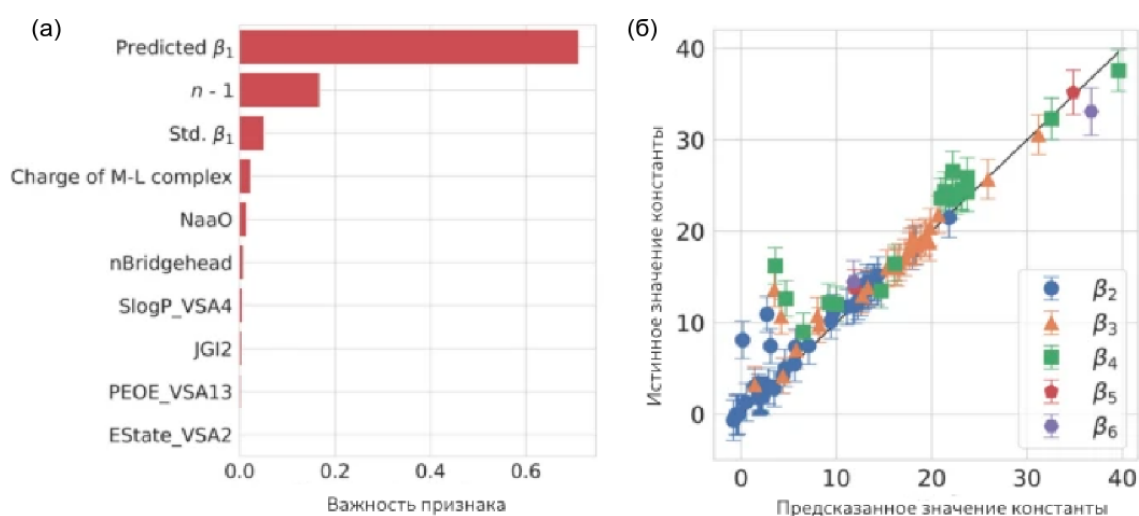 (а)
Predicted β₁
n - 1
Std. β₁
Charge of M-L complex
NaaO
nBridgehead
SlogP_VSA4
JGI2
PEOE_VSA13
EState_VSA2
0.0 0.2 0.4 0.6
Важность признака
(б)
Истинное значение константы
40
30
20
10
0
β₂
β₃
β₄
β₅
β₆
0 10 20 30 40
Предсказанное значение константы